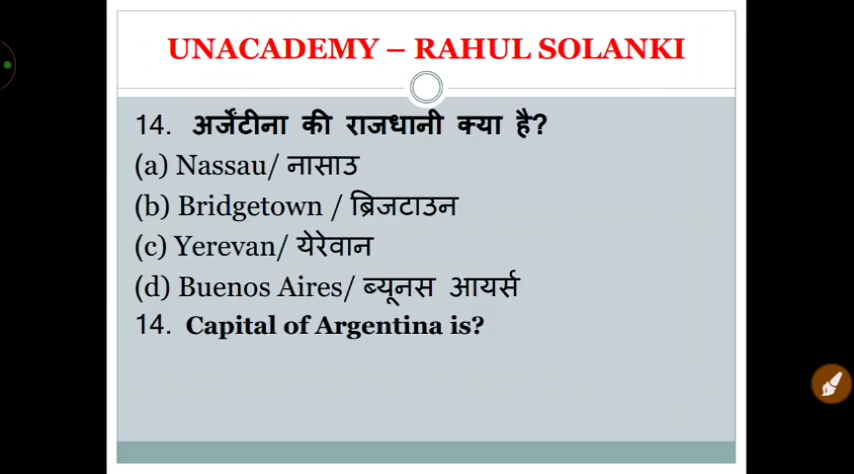 UNACADEMY – RAHUL SOLANKI
14. अर्जेंटीना की राजधानी क्या है?
(a) Nassau/ नासाउ
(b) Bridgetown / ब्रिजटाउन
(c) Yerevan/ येरेवान
(d) Buenos Aires/ ब्यूनस आयर्स
14. Capital of Argentina is?